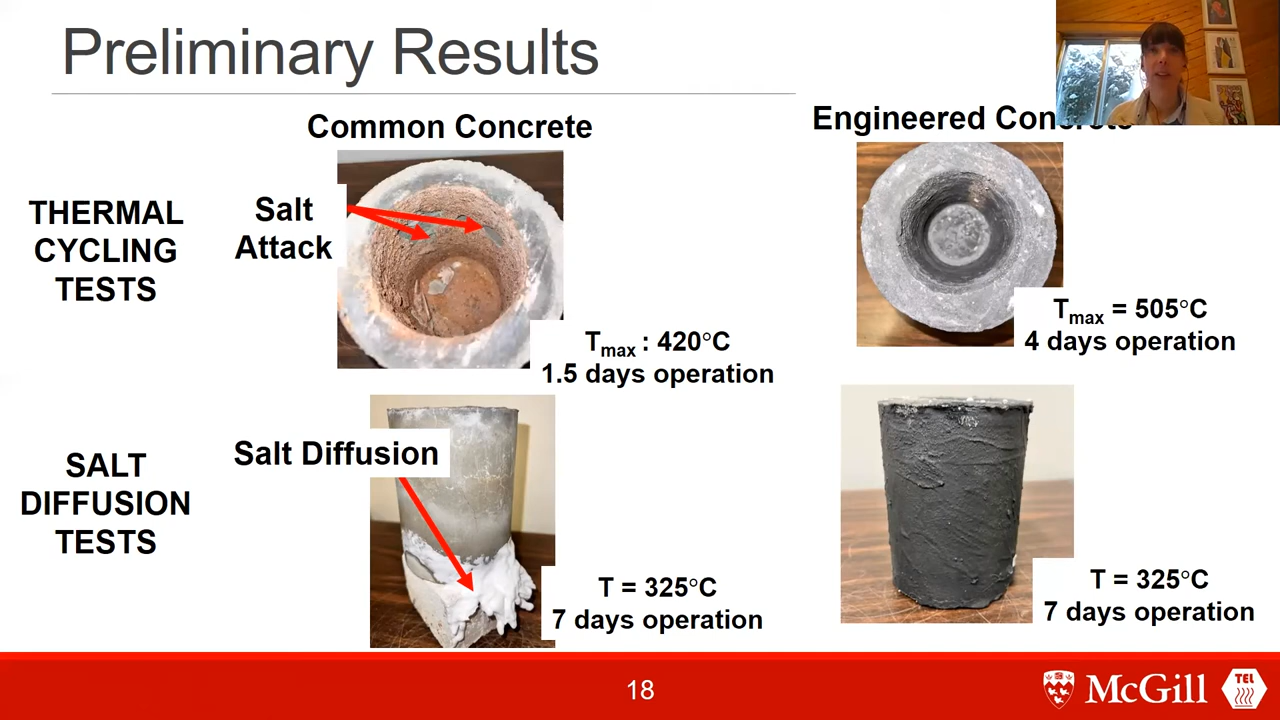 Preliminary Results
Common Concrete
Engineered Concrete
THERMAL
CYCLING
TESTS
Salt
Attack
Tmax : 420°C
1.5 days operation
Tmax = 505°C
4 days operation
SALT
DIFFUSION
TESTS
Salt Diffusion
T = 325°C
7 days operation
T = 325°C
7 days operation
18
McGill
TEL